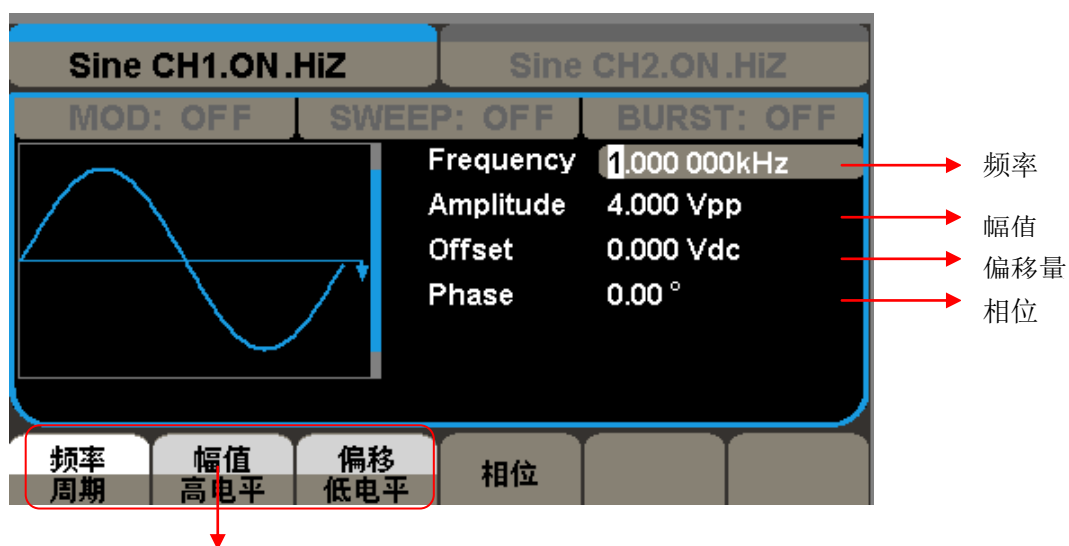 Sine CH1.ON.HiZ
Sine CH2.ON.HiZ
MOD: OFF
SWEEP: OFF
BURST: OFF
Frequency 1.000 000kHz
频率
Amplitude 4.000 Vpp
幅值
Offset 0.000 Vdc
偏移量
Phase 0.00 °
相位
频率
周期
幅值
高电平
偏移
低电平
相位